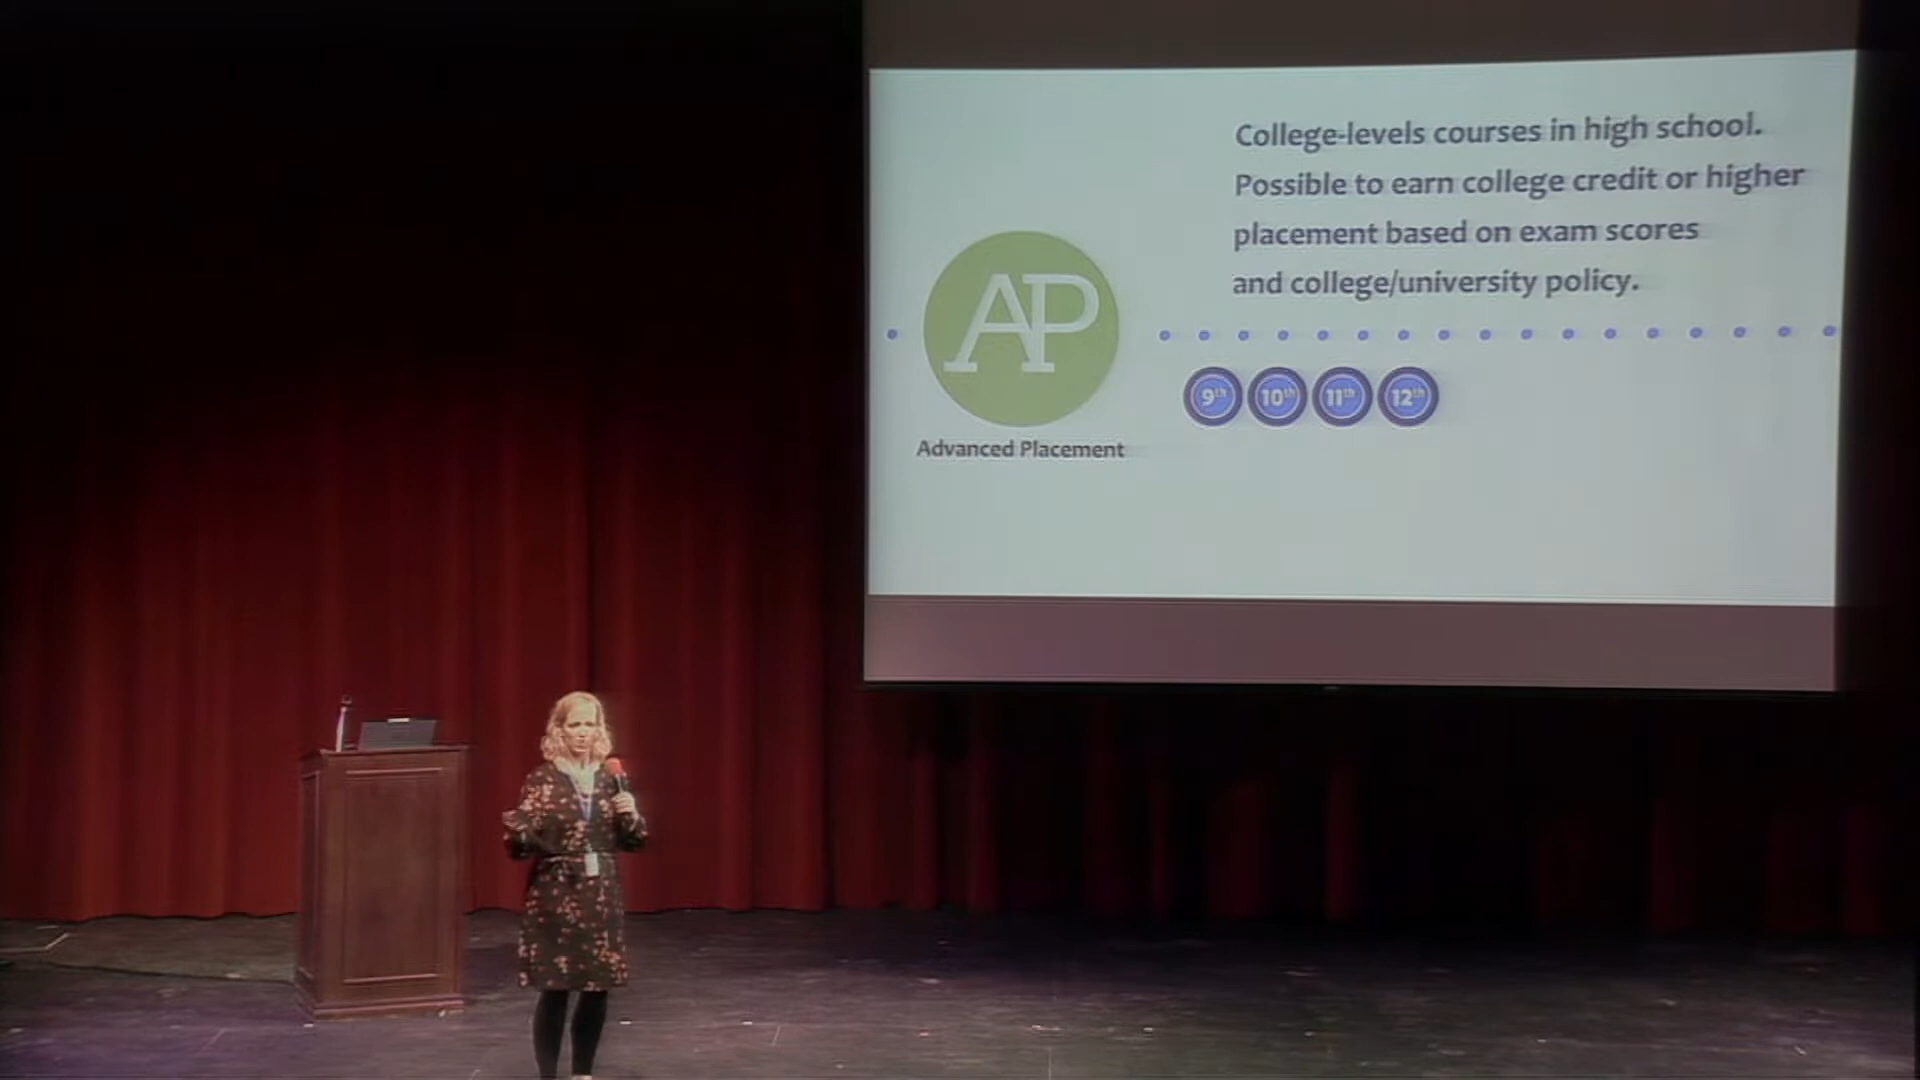 College-levels courses in high school.
Possible to earn college credit or higher
placement based on exam scores
and college/university policy.
AP
9th 10th 11th 12th
Advanced Placement